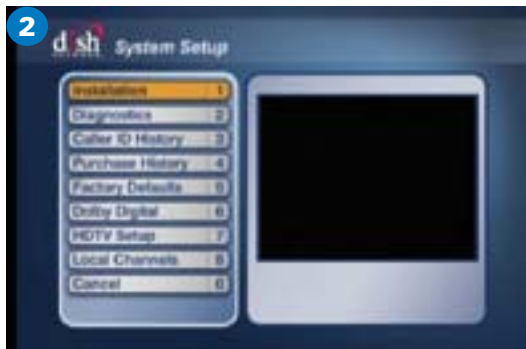 2
dish System Setup
Installation 1
Diagnostics 2
Caller ID History 3
Purchase History 4
Factory Defaults 5
Dolby Digital 6
HDTV Setup 7
Local Channels 8
Cancel 0